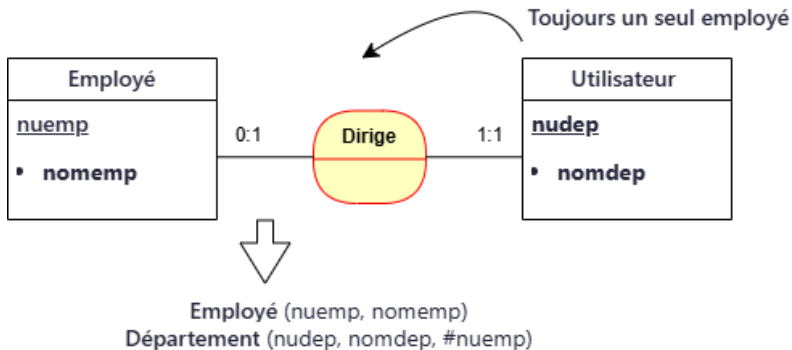 Toujours un seul employé
Employé
Utilisateur
nuemp
0:1
Dirige
1:1
nudep
• nomemp
• nomdep
Employé (nuemp, nomemp)
Département (nudep, nomdep, #nuemp)